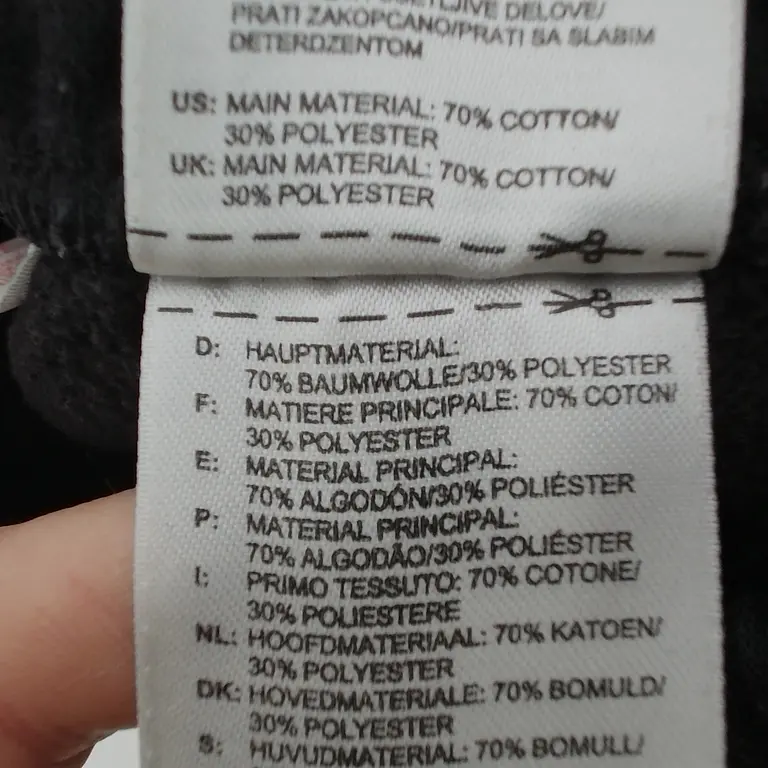 DELOVE/
PRATI ZAKOPCANO/PRATI SA SLABIM
DETERDZENTOM
US: MAIN MATERIAL: 70% COTTON/
30% POLYESTER
UK: MAIN MATERIAL: 70% COTTON/
30% POLYESTER
D: HAUPTMATERIAL:
70% BAUMWOLLE/30% POLYESTER
F: MATIERE PRINCIPALE: 70% COTON/
30% POLYESTER
E: MATERIAL PRINCIPAL:
70% ALGODÓN/30% POLIÉSTER
P: MATERIAL PRINCIPAL:
70% ALGODÃO/30% POLIÉSTER
I: PRIMO TESSUTO: 70% COTONE/
30% POLIESTERE
NL: HOOFDMATERIAAL: 70% KATOEN/
30% POLYESTER
DK: HOVEDMATERIALE: 70% BOMULD/
30% POLYESTER
S: HUVUDMATERIAL: 70% BOMULL/